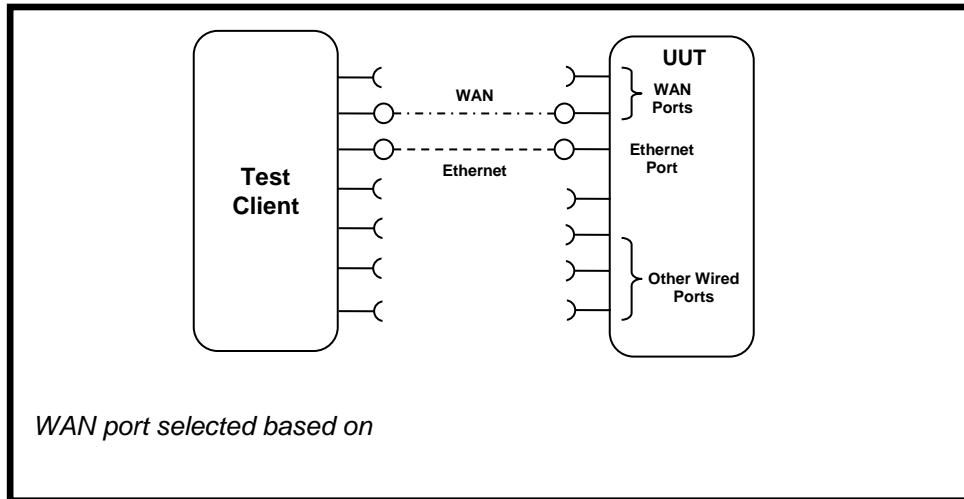 UUT
WAN
Ports
WAN
Ethernet
Port
Ethernet
Test
Client
Other Wired
Ports
WAN port selected based on